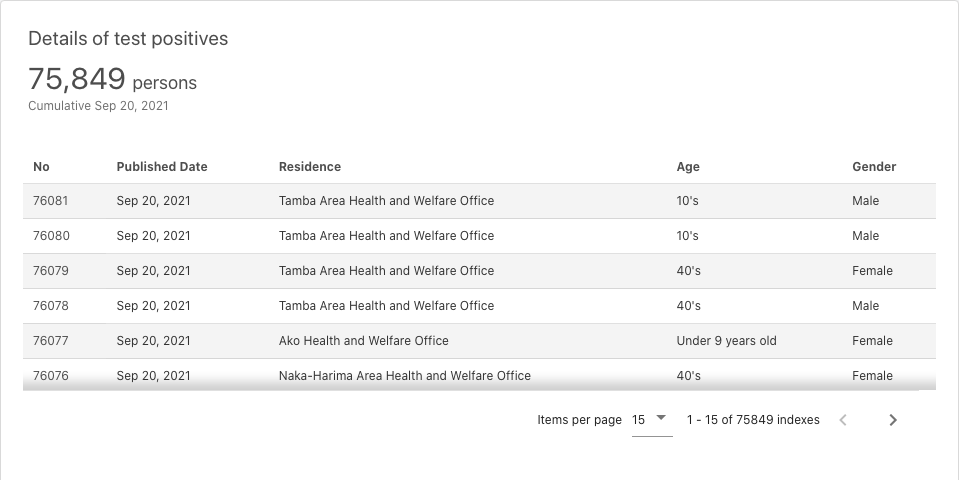 Details of test positives
75,849 persons
Cumulative Sep 20, 2021
No Published Date Residence Age Gender
76081 Sep 20, 2021 Tamba Area Health and Welfare Office 10's Male
76080 Sep 20, 2021 Tamba Area Health and Welfare Office 10's Male
76079 Sep 20, 2021 Tamba Area Health and Welfare Office 40's Female
76078 Sep 20, 2021 Tamba Area Health and Welfare Office 40's Male
76077 Sep 20, 2021 Ako Health and Welfare Office Under 9 years old Female
76076 Sep 20, 2021 Naka-Harima Area Health and Welfare Office 40's Female
Items per page 15 1 - 15 of 75849 indexes